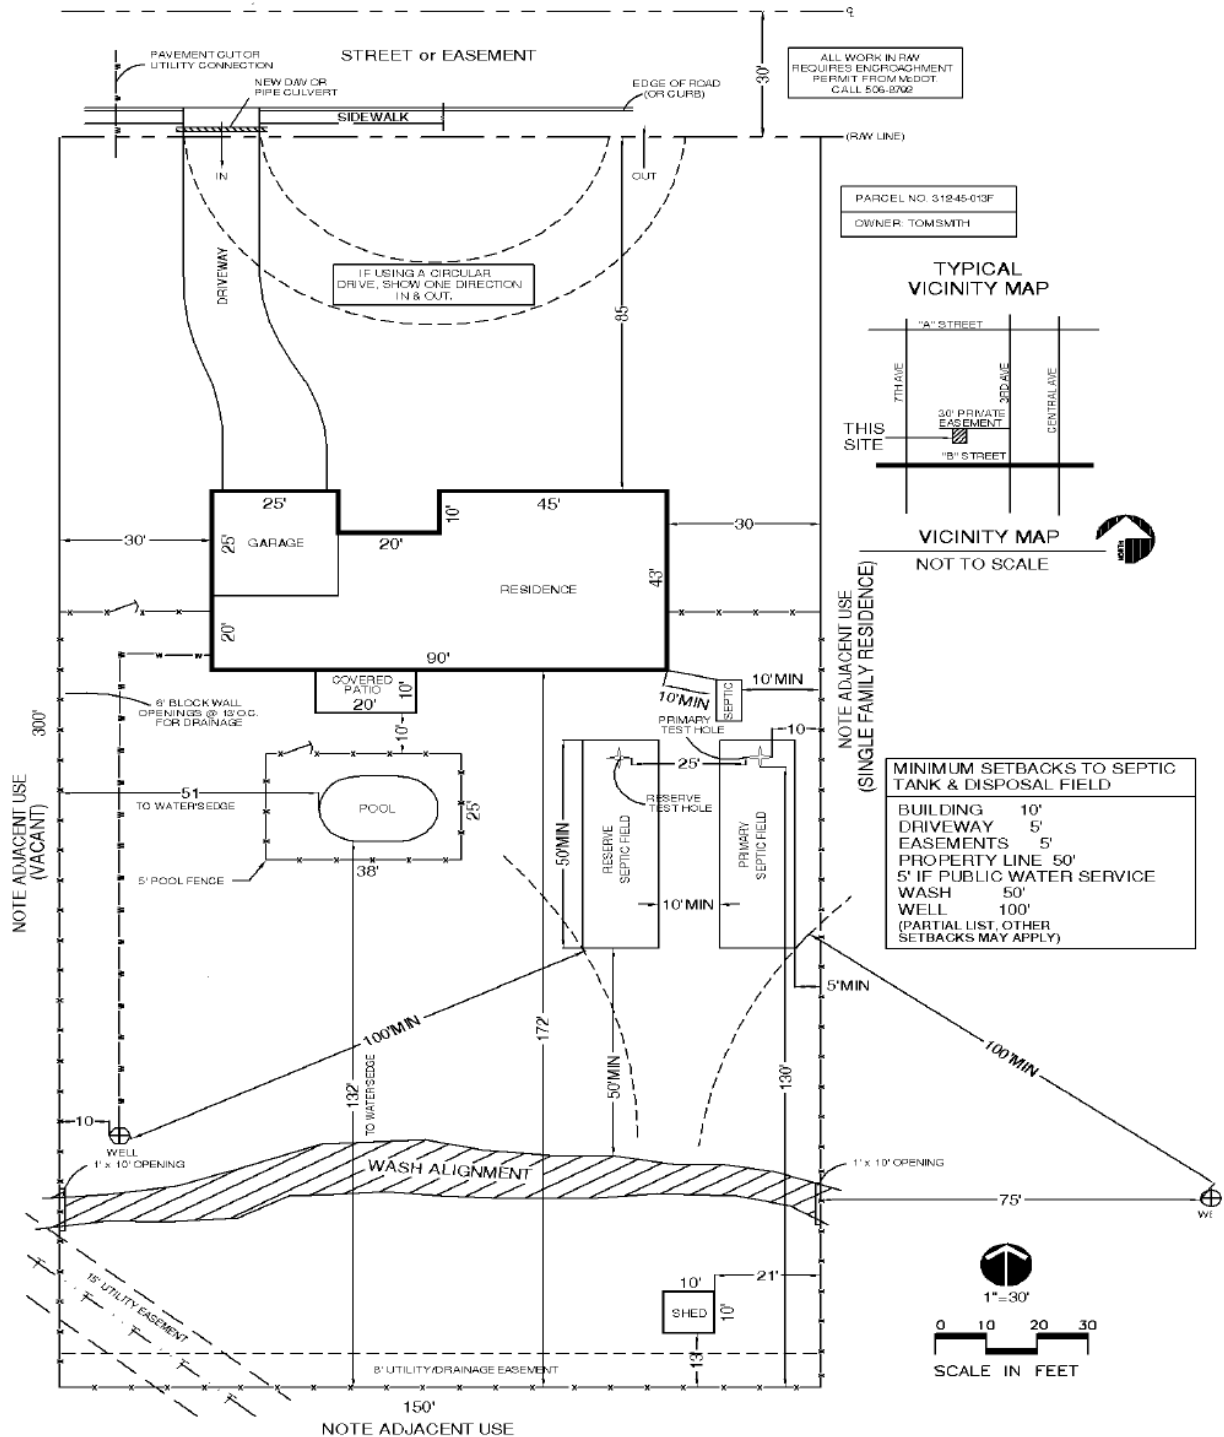 ℄
PAVEMENT CUT OR
UTILITY CONNECTION
STREET or EASEMENT
NEW D/W OR
PIPE CULVERT
EDGE OF ROAD
(OR CURB)
30'
ALL WORK IN R/W
REQUIRES ENCROACHMENT
PERMIT FROM McDOT.
CALL 506-8798
SIDEWALK
(R/W LINE)
IN
OUT
PARCEL NO. 312-45-013F
OWNER: TOM SMITH
DRIVEWAY
IF USING A CIRCULAR
DRIVE, SHOW ONE DIRECTION
IN & OUT.
85'
TYPICAL
VICINITY MAP
"A" STREET
7TH AVE
3RD AVE
CENTRAL AVE
30' PRIVATE
EASEMENT
THIS
SITE
"B" STREET
VICINITY MAP
NOT TO SCALE
25'
10'
45'
30'
25'
GARAGE
20'
RESIDENCE
43'
30
20'
90'
COVERED
PATIO
20'
10'
10'
6' BLOCK WALL
OPENINGS @ 13' O.C.
FOR DRAINAGE
10'MIN
SEPTIC
10'MIN
PRIMARY
TEST HOLE
10
25'
RESERVE
TEST HOLE
NOTE ADJACENT USE
(SINGLE FAMILY RESIDENCE)
300'
NOTE ADJACENT USE
(VACANT)
51
TO WATERSEDGE
POOL
25'
38'
5' POOL FENCE
50'MIN
RESERVE
SEPTIC FIELD
PRIMARY
SEPTIC FIELD
10'MIN
5'MIN
MINIMUM SETBACKS TO SEPTIC
TANK & DISPOSAL FIELD
BUILDING 10'
DRIVEWAY 5'
EASEMENTS 5'
PROPERTY LINE 50'
5' IF PUBLIC WATER SERVICE
WASH 50'
WELL 100'
(PARTIAL LIST, OTHER
SETBACKS MAY APPLY)
100'MIN
172'
132'
TO WATERSEDGE
50'MIN
130'
100'MIN
10
WELL
1' x 10' OPENING
WASH ALIGNMENT
1' x 10' OPENING
75'
WE
15' UTILITY EASEMENT
10'
SHED
10'
21'
13'
8' UTILITY/DRAINAGE EASEMENT
1"=30'
0 10 20 30
SCALE IN FEET
150'
NOTE ADJACENT USE